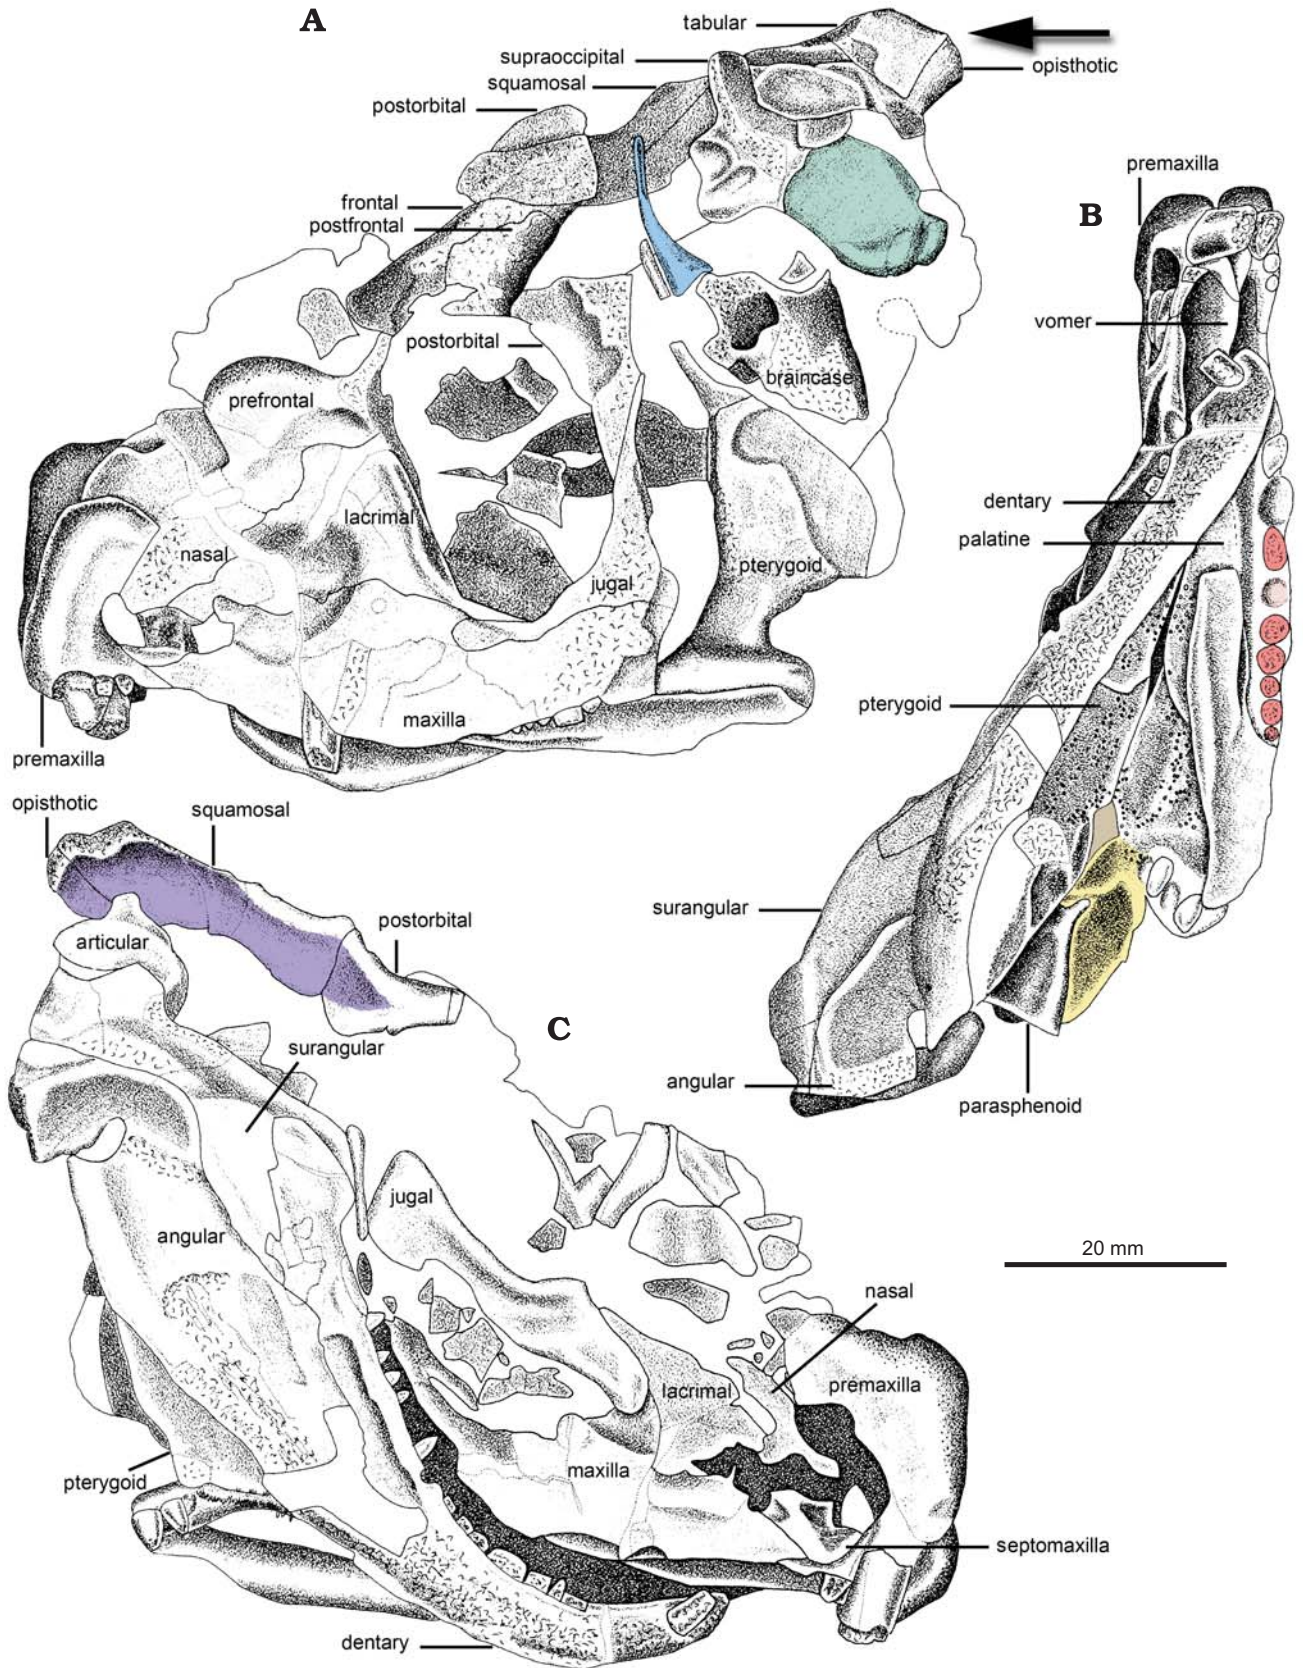 A
tabular
supraoccipital
opisthotic
squamosal
postorbital
premaxilla
B
frontal
postfrontal
vomer
postorbital
braincase
prefrontal
dentary
lacrimal
palatine
nasal
pterygoid
jugal
pterygoid
maxilla
premaxilla
opisthotic
squamosal
surangular
postorbital
articular
C
surangular
angular
parasphenoid
jugal
angular
20 mm
nasal
lacrimal
premaxilla
maxilla
pterygoid
septomaxilla
dentary